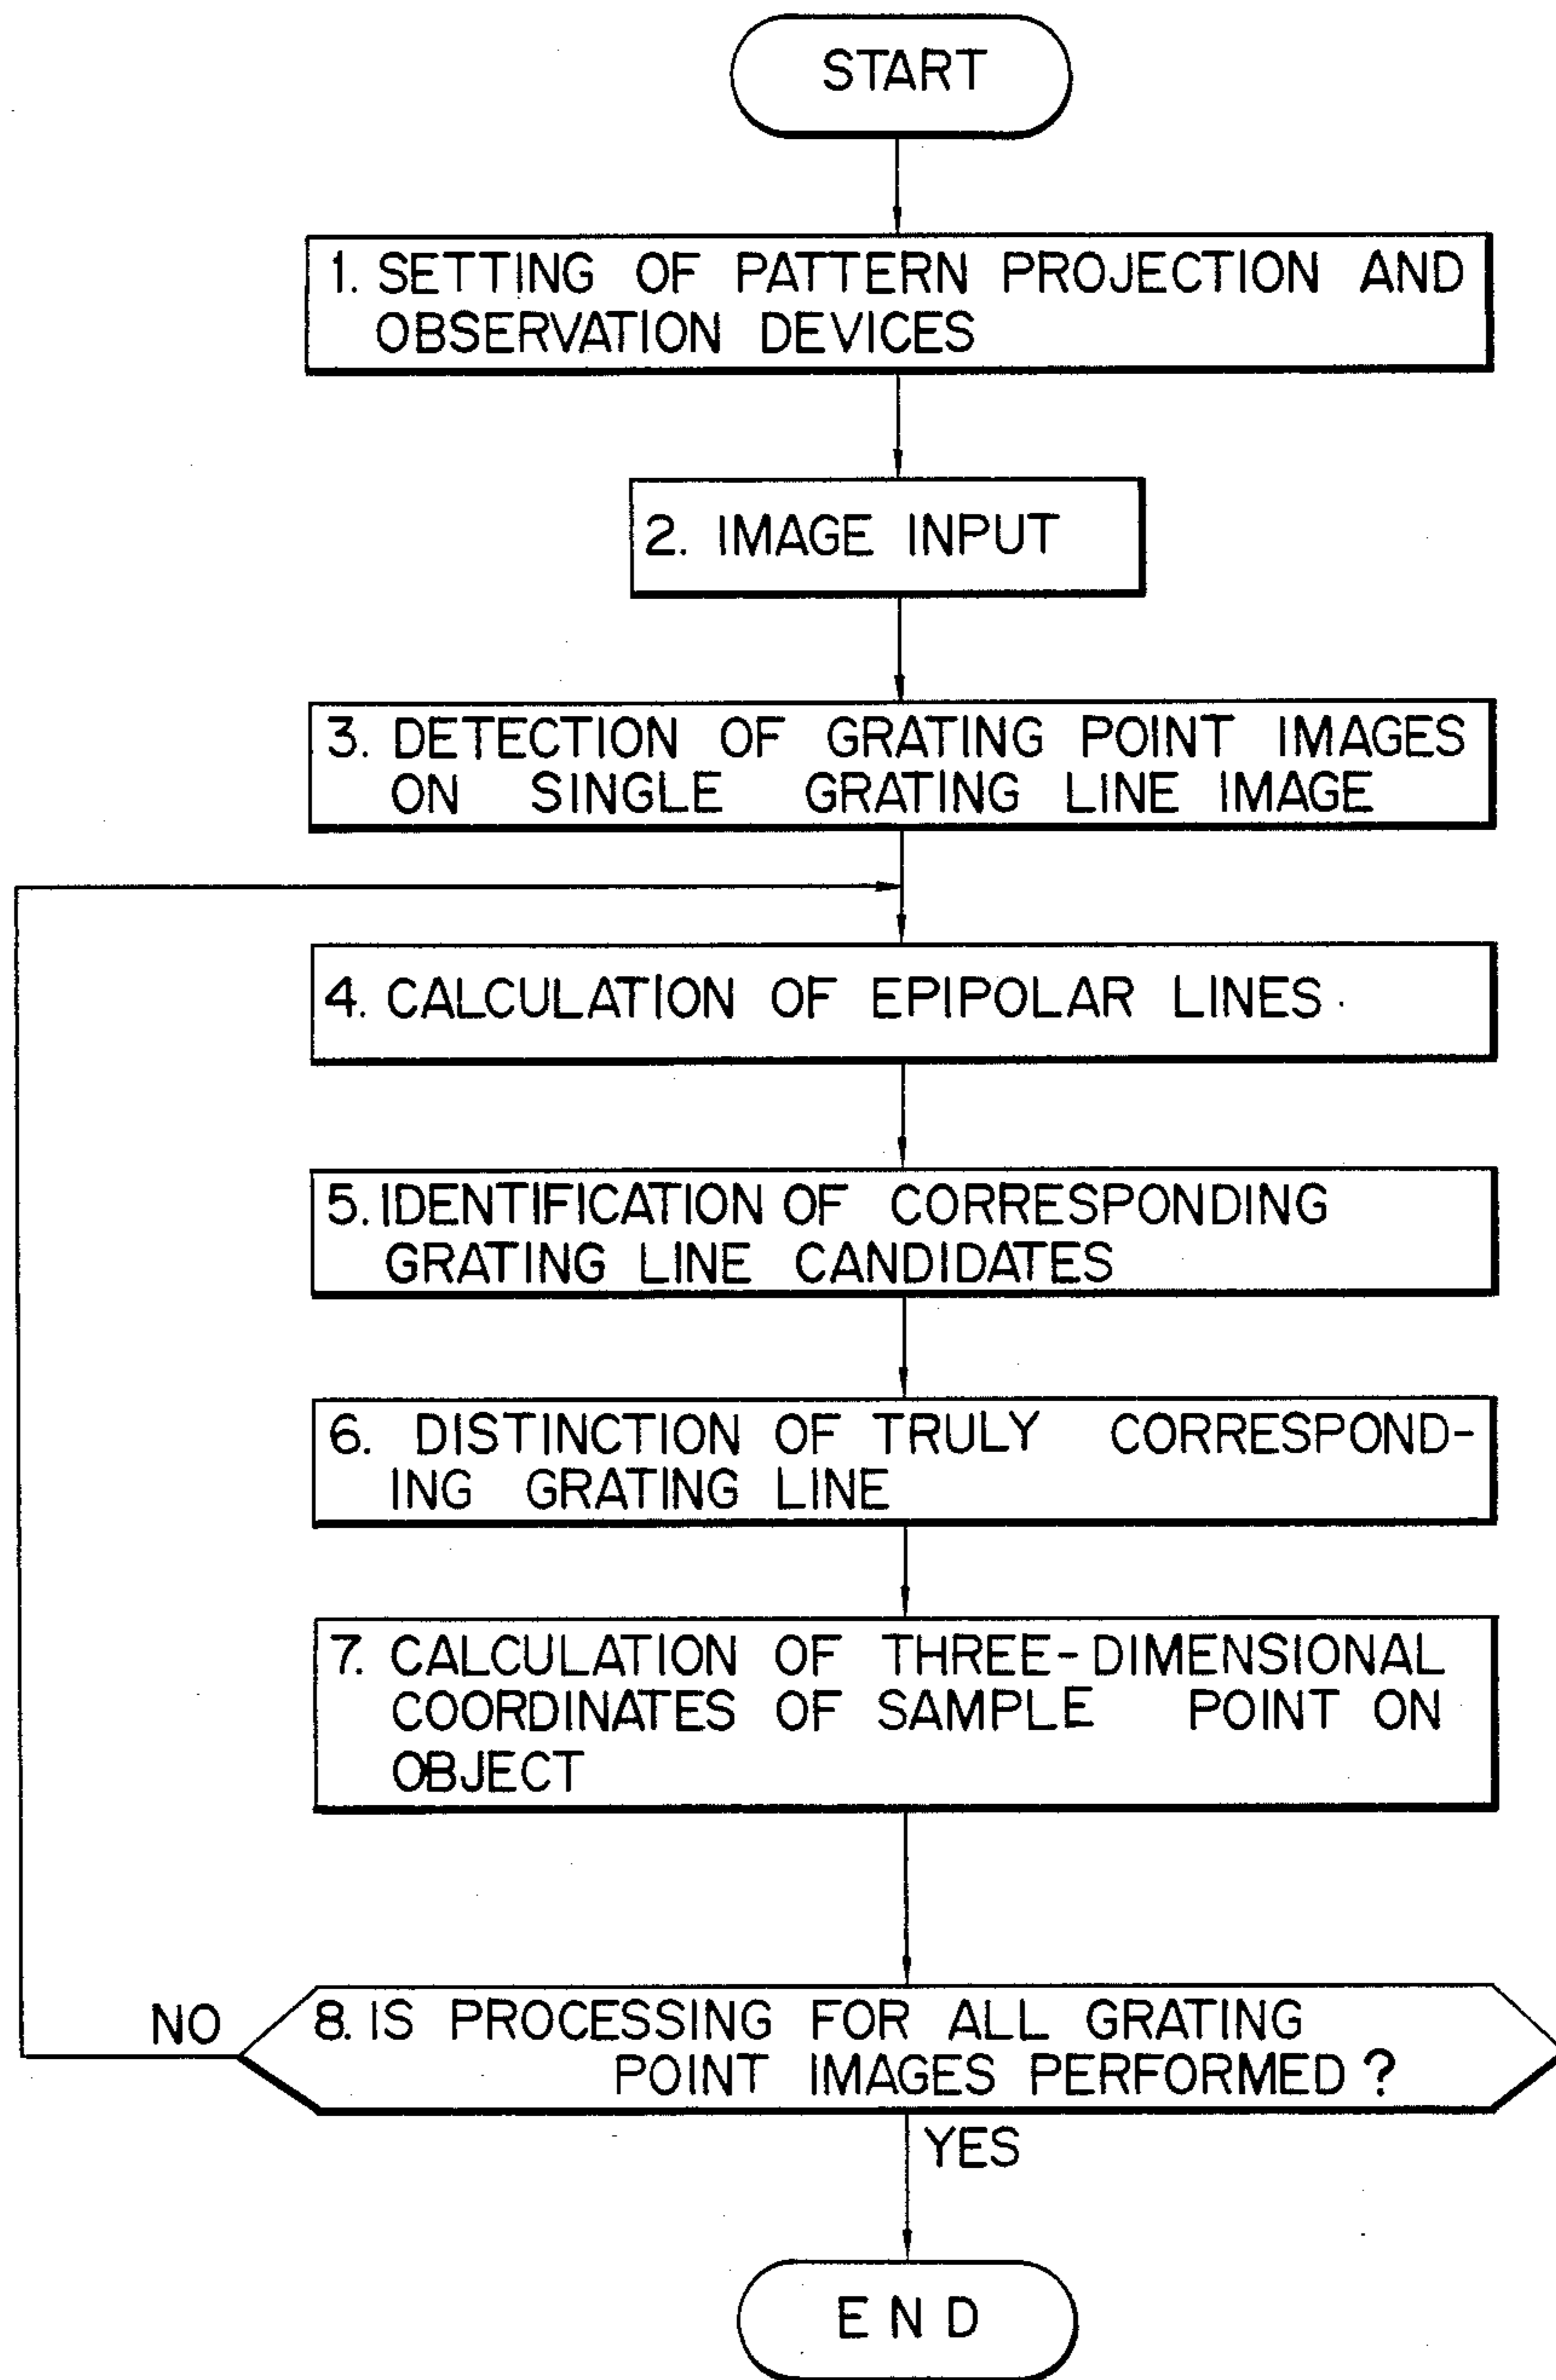 START
1. SETTING OF PATTERN PROJECTION AND
OBSERVATION DEVICES
2. IMAGE INPUT
3. DETECTION OF GRATING POINT IMAGES
ON SINGLE GRATING LINE IMAGE
4. CALCULATION OF EPIPOLAR LINES
5. IDENTIFICATION OF CORRESPONDING
GRATING LINE CANDIDATES
6. DISTINCTION OF TRULY CORRESPOND-
ING GRATING LINE
7. CALCULATION OF THREE-DIMENSIONAL
COORDINATES OF SAMPLE POINT ON
OBJECT
NO
8. IS PROCESSING FOR ALL GRATING
POINT IMAGES PERFORMED?
YES
END